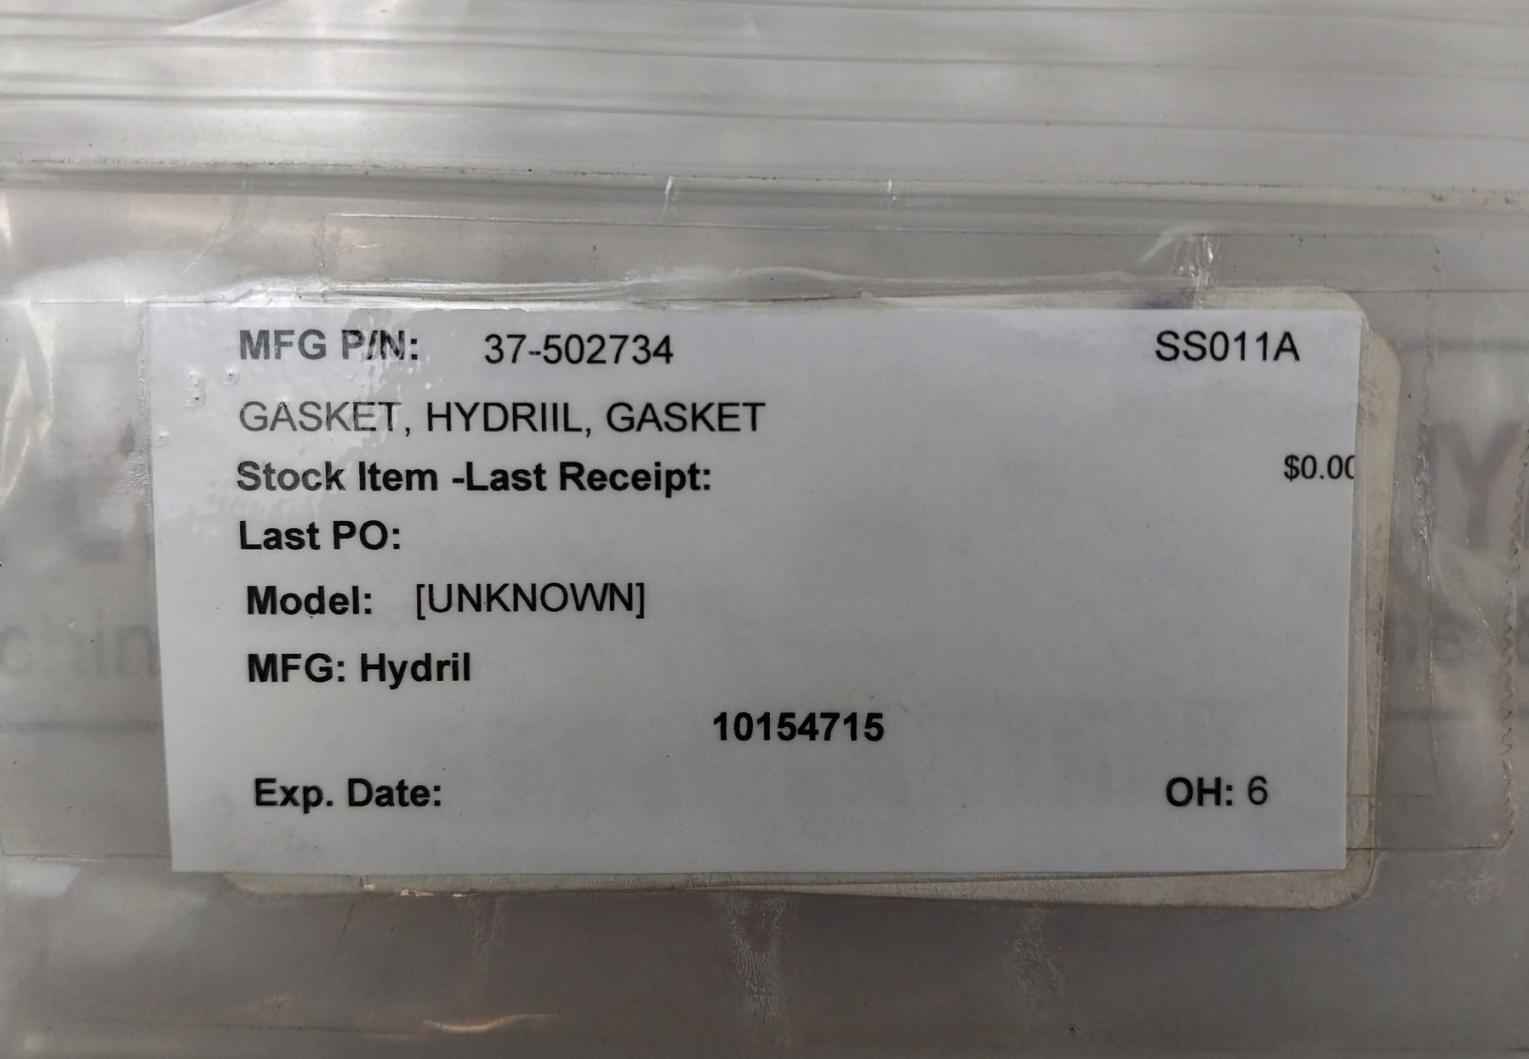 MFG P/N: 37-502734 SS011A
GASKET, HYDRIIL, GASKET
Stock Item -Last Receipt: $0.00
Last PO:
Model: [UNKNOWN]
MFG: Hydril
10154715
Exp. Date: OH: 6